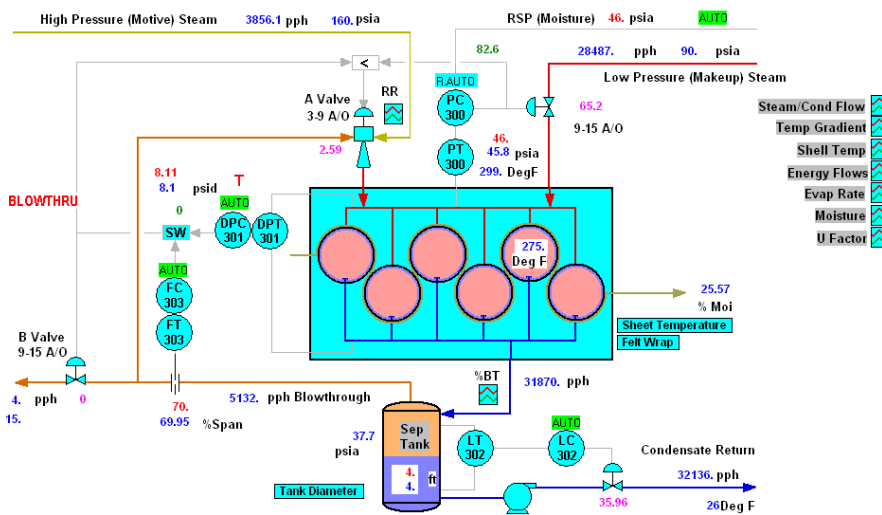 High Pressure (Motive) Steam
3856.1 pph 160. psia
RSP (Moisture) 46. psia AUTO
82.6
28487. pph 90. psia
Low Pressure (Makeup) Steam
<
R.AUTO
RR
A Valve
3-9 A/O
PC
300
65.2
9-15 A/O
Steam/Cond Flow
Temp Gradient
Shell Temp
Energy Flows
Evap Rate
Moisture
U Factor
2.59
PT
300
46.
45.8 psia
299. DegF
8.11
8.1 psid
T
BLOWTHRU
0
AUTO
SW
DPC
301
DPT
301
275.
Deg F
AUTO
FC
303
FT
303
25.57
% Moi
Sheet Temperature
Felt Wrap
B Valve
9-15 A/O
4. pph 0
15.
70.
69.95 %Span
5132. pph Blowthrough
%BT
31870. pph
37.7
psia
Sep
Tank
4.
4. ft
LT
302
AUTO
LC
302
Condensate Return
32136. pph
35.96
26Deg F
Tank Diameter